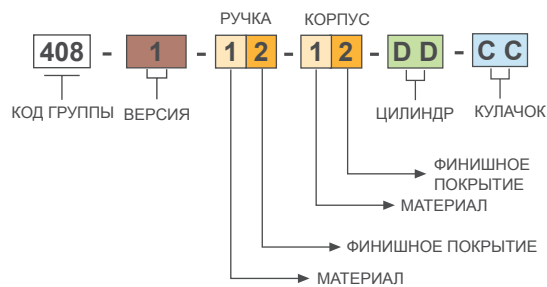 РУЧКА КОРПУС
408 - 1 - 1 2 - 1 2 - D D - C C
КОД ГРУППЫ ВЕРСИЯ ЦИЛИНДР КУЛАЧОК
ФИНИШНОЕ
ПОКРЫТИЕ
МАТЕРИАЛ
ФИНИШНОЕ ПОКРЫТИЕ
МАТЕРИАЛ